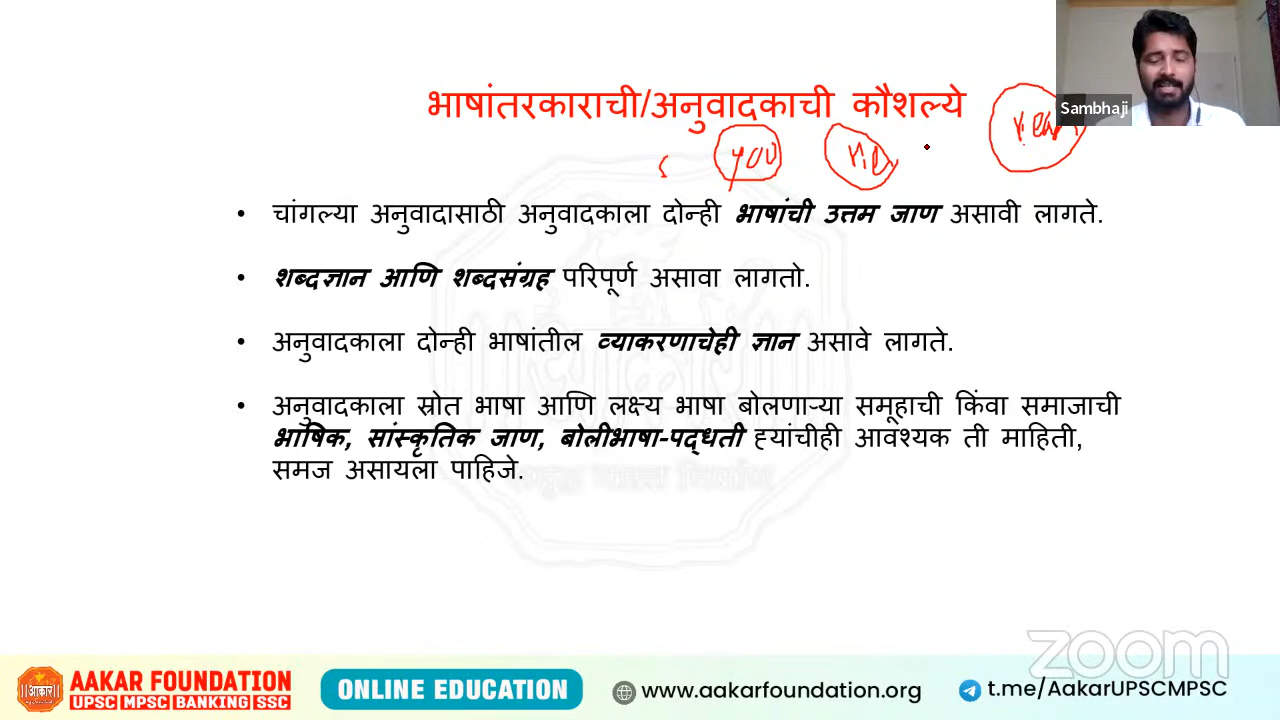 भाषांतरकाराची/अनुवादकाची कौशल्ये
Sambhaji
you
• चांगल्या अनुवादासाठी अनुवादकाला दोन्ही भाषांची उत्तम जाण असावी लागते.
• शब्दज्ञान आणि शब्दसंग्रह परिपूर्ण असावा लागतो.
• अनुवादकाला दोन्ही भाषांतील व्याकरणाचेही ज्ञान असावे लागते.
• अनुवादकाला स्रोत भाषा आणि लक्ष्य भाषा बोलणाऱ्या समूहाची किंवा समाजाची
भाषिक, सांस्कृतिक जाण, बोलीभाषा-पद्धती ह्यांचीही आवश्यक ती माहिती,
समज असायला पाहिजे.
zoom
॥आकार॥
AAKAR FOUNDATION
UPSC MPSC BANKING SSC
ONLINE EDUCATION
www.aakarfoundation.org
t.me/AakarUPSCMPSC